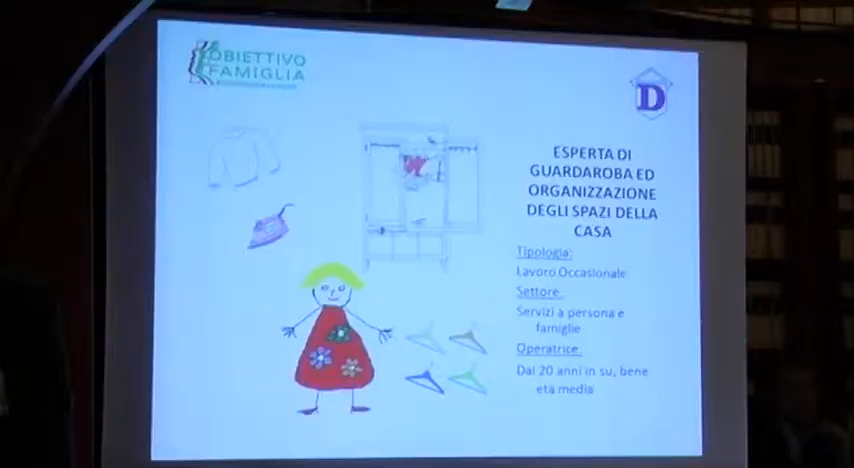 OBIETTIVO
FAMIGLIA
D
ESPERTA DI
GUARDAROBA ED
ORGANIZZAZIONE
DEGLI SPAZI DELLA
CASA
Tipologia:
Lavoro Occasionale
Settore:
Servizi a persona e
famiglie
Operatrice:
Dai 20 anni in su, bene
età media